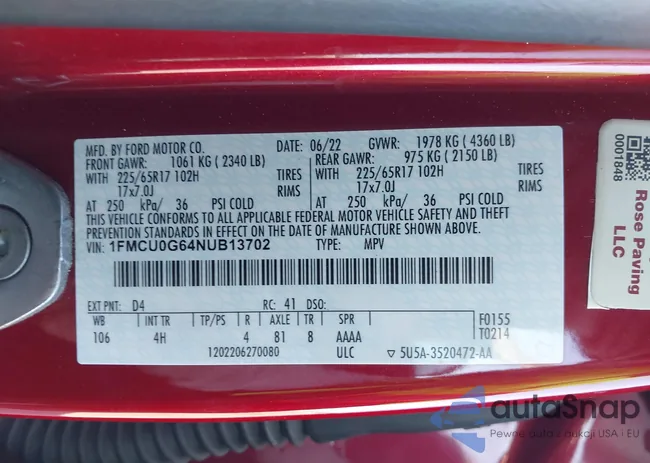 MFD. BY FORD MOTOR CO. DATE: 06/22 GVWR: 1978 KG (4360 LB)
FRONT GAWR: 1061 KG (2340 LB) REAR GAWR: 975 KG (2150 LB)
WITH 225/65R17 102H TIRES WITH 225/65R17 102H TIRES
17x7.0J RIMS 17x7.0J RIMS
AT 250 kPa/ 36 PSI COLD AT 250 kPa/ 36 PSI COLD
THIS VEHICLE CONFORMS TO ALL APPLICABLE FEDERAL MOTOR VEHICLE SAFETY AND THEFT
PREVENTION STANDARDS IN EFFECT ON THE DATE OF MANUFACTURE SHOWN ABOVE.
VIN: 1FMCU0G64NUB13702 TYPE: MPV
EXT PNT: D4 RC: 41 DSO:
WB INT TR TP/PS R AXLE TR SPR F0155
106 4H 4 81 8 AAAA T0214
1202206270080 ULC ▽ 5U5A-3520472-AA
0001848
Rose Paving
LLC
autoSnap
Pewne auta z aukcji USA i EU